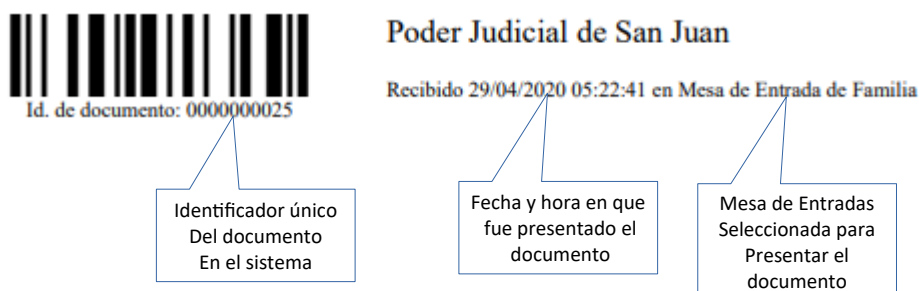 Poder Judicial de San Juan
Recibido 29/04/2020 05:22:41 en Mesa de Entrada de Familia
Id. de documento: 0000000025
Identificador único
Del documento
En el sistema
Fecha y hora en que
fue presentado el
documento
Mesa de Entradas
Seleccionada para
Presentar el
documento